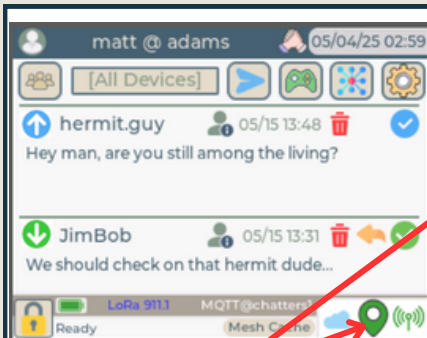 matt @ adams 05/04/25 02:59
[All Devices]
hermit.guy 05/15 13:48
Hey man, are you still among the living?
JimBob 05/15 13:31
We should check on that hermit dude...
LoRa 911.1 MQTT@chatters1
Ready Mesh Cache